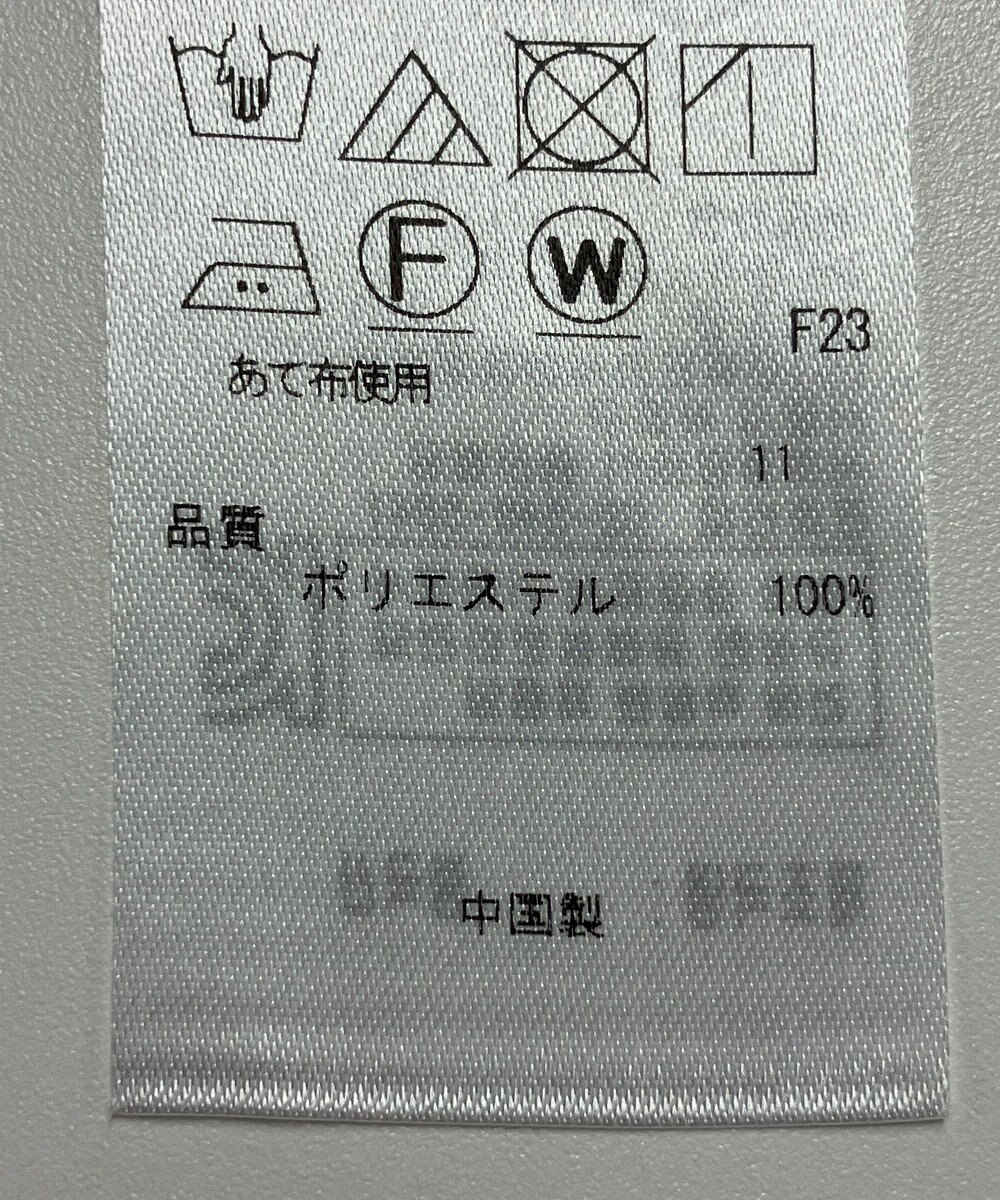 F W
F23
あて布使用
11
品質
ポリエステル 100%
中国製